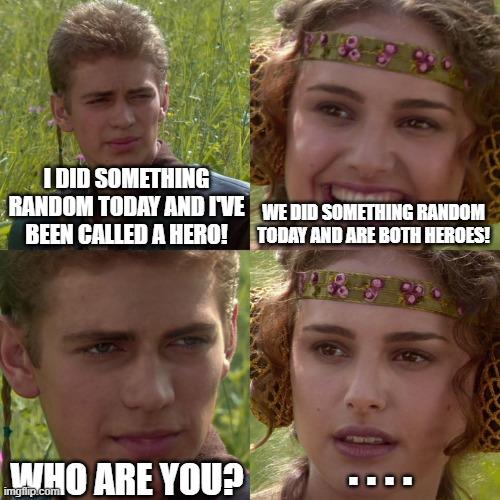 I DID SOMETHING
RANDOM TODAY AND I'VE
BEEN CALLED A HERO!
WE DID SOMETHING RANDOM
TODAY AND ARE BOTH HEROES!
WHO ARE YOU?
. . . .
imgflip.com